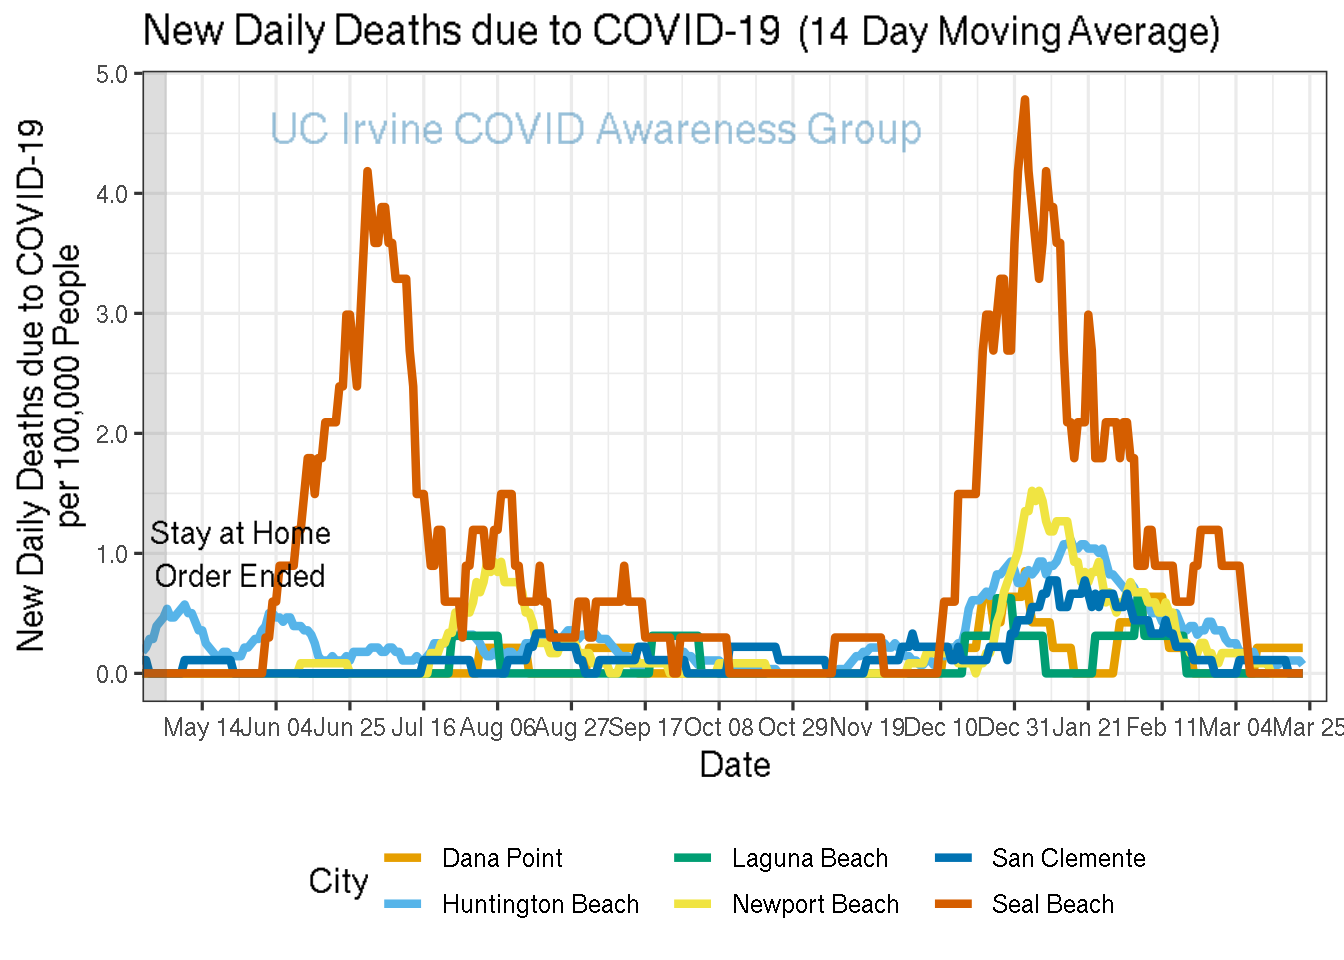 New Daily Deaths due to COVID-19 (14 Day Moving Average)
New Daily Deaths due to COVID-19
per 100,000 People
5.0
4.0
3.0
2.0
1.0
0.0
UC Irvine COVID Awareness Group
Stay at Home
Order Ended
May 14 Jun 04 Jun 25 Jul 16 Aug 06 Aug 27 Sep 17 Oct 08 Oct 29 Nov 19 Dec 10 Dec 31 Jan 21 Feb 11 Mar 04 Mar 25
Date
City
Dana Point Laguna Beach San Clemente
Huntington Beach Newport Beach Seal Beach